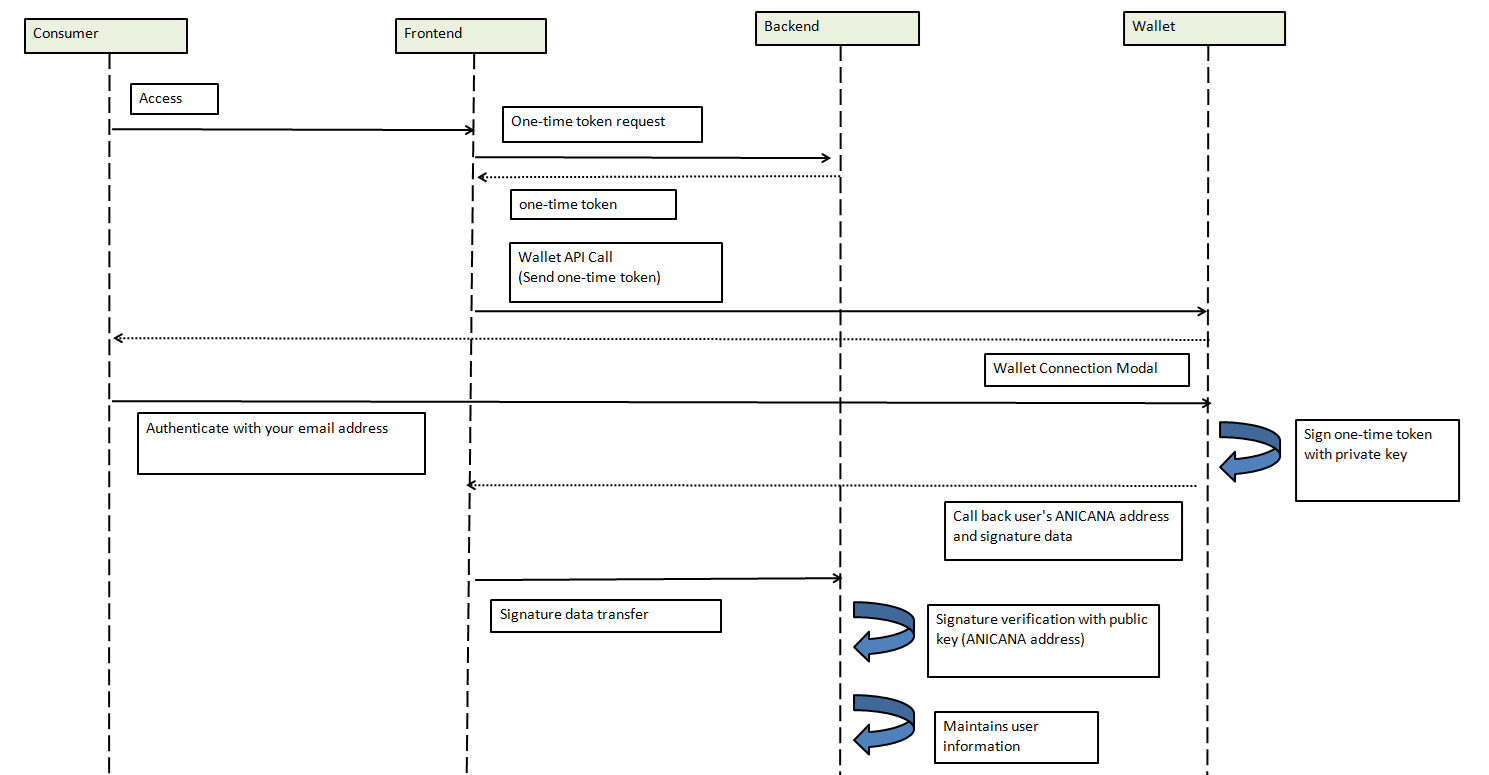 Consumer
Frontend
Backend
Wallet
Access
One-time token request
one-time token
Wallet API Call
(Send one-time token)
Wallet Connection Modal
Authenticate with your email address
Sign one-time token
with private key
Call back user's ANICANA address
and signature data
Signature data transfer
Signature verification with public
key (ANICANA address)
Maintains user
information